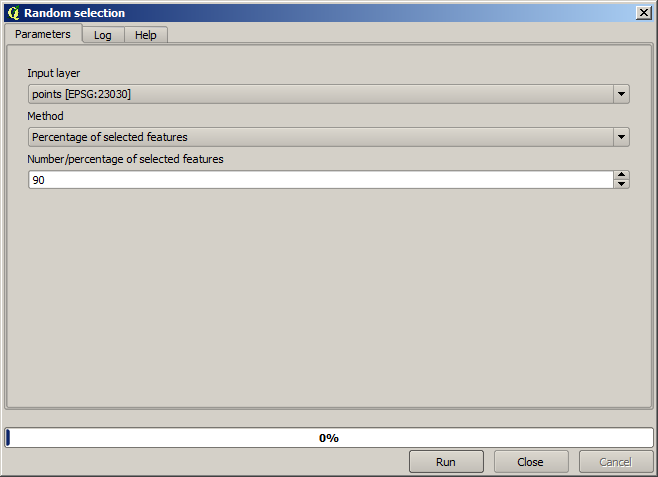 Random selection
Parameters Log Help
Input layer
points [EPSG:23030]
Method
Percentage of selected features
Number/percentage of selected features
90
0%
Run Close Cancel